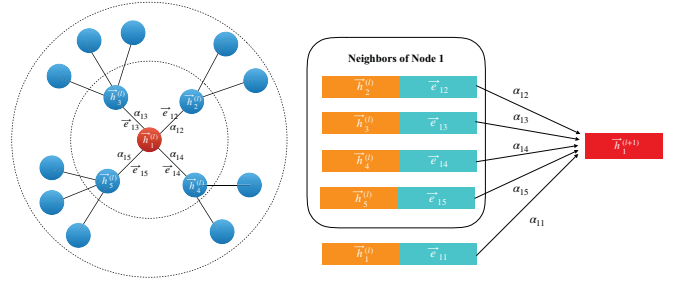 Neighbors of Node 1
h⃗₃⁽ˡ⁾
α₁₃
e⃗₁₃
e⃗₁₂
h⃗₂⁽ˡ⁾
α₁₂
h⃗₁⁽ˡ⁾
α₁₅
α₁₄
e⃗₁₅
e⃗₁₄
h⃗₅⁽ˡ⁾
h⃗₄⁽ˡ⁾
h⃗₂⁽ˡ⁾ e⃗₁₂
α₁₂
h⃗₃⁽ˡ⁾ e⃗₁₃
α₁₃
h⃗₄⁽ˡ⁾ e⃗₁₄
α₁₄
h⃗₁⁽ˡ⁺¹⁾
h⃗₅⁽ˡ⁾ e⃗₁₅
α₁₅
α₁₁
h⃗₁⁽ˡ⁾ e⃗₁₁